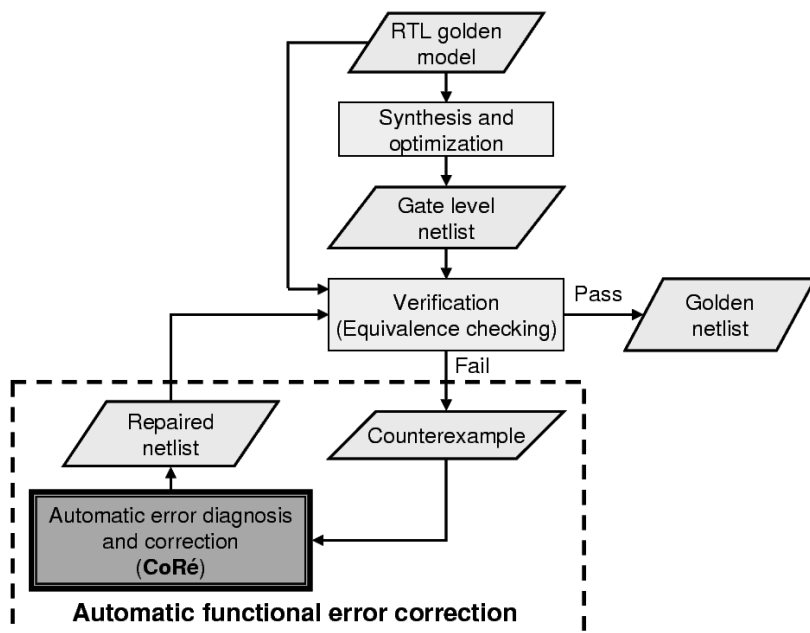 RTL golden
model
Synthesis and
optimization
Gate level
netlist
Verification
(Equivalence checking)
Pass
Golden
netlist
Fail
Repaired
netlist
Counterexample
Automatic error diagnosis
and correction
(CoRé)
Automatic functional error correction